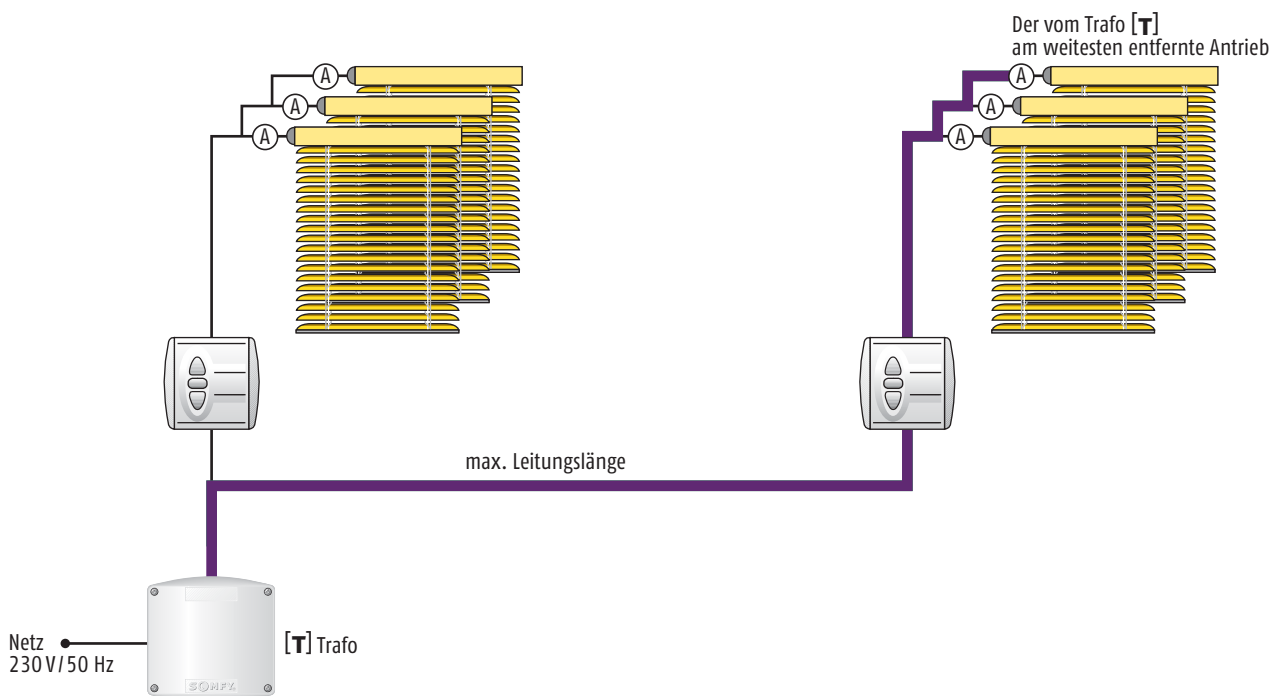 Der vom Trafo [T]
am weitesten entfernte Antrieb
A
A
A
A
A
A
max. Leitungslänge
Netz
230 V / 50 Hz
[T] Trafo
SOMFY.